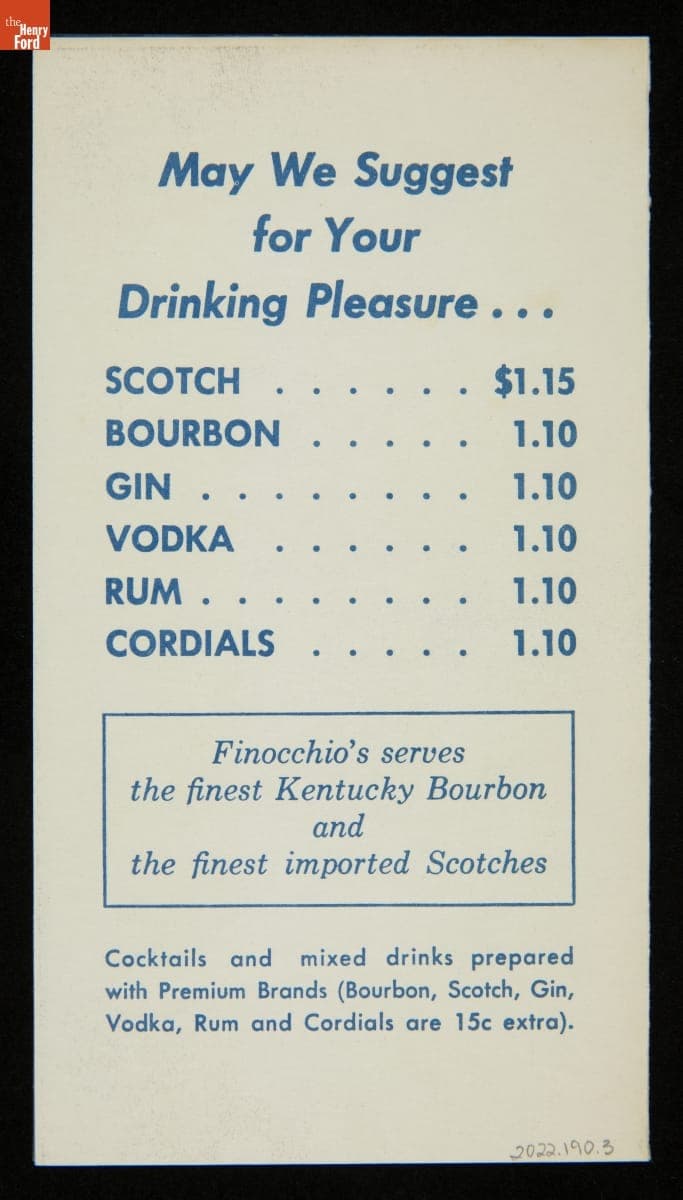 the
Henry
Ford
May We Suggest
for Your
Drinking Pleasure . . .
SCOTCH . . . . . . $1.15
BOURBON . . . . . 1.10
GIN . . . . . . . . 1.10
VODKA . . . . . . 1.10
RUM . . . . . . . . 1.10
CORDIALS . . . . . 1.10
Finocchio's serves
the finest Kentucky Bourbon
and
the finest imported Scotches
Cocktails and mixed drinks prepared
with Premium Brands (Bourbon, Scotch, Gin,
Vodka, Rum and Cordials are 15c extra).
2022.190.3